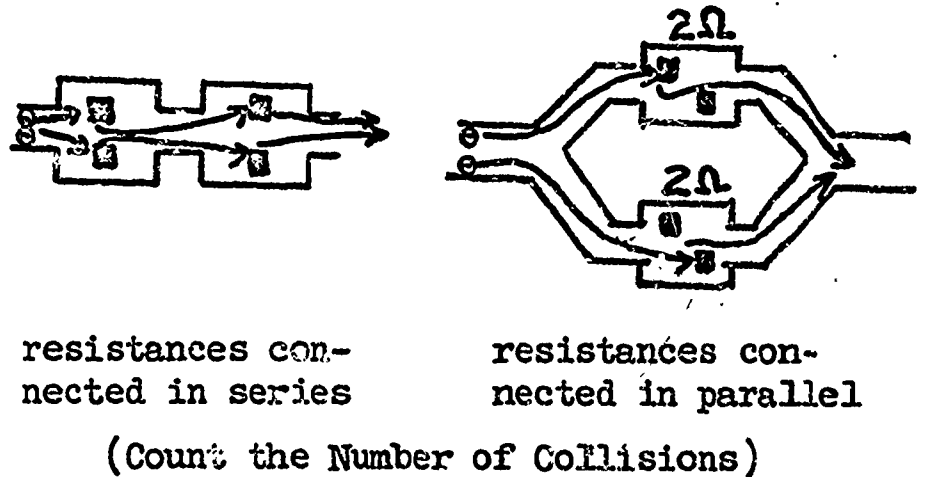 2Ω
2Ω
resistances con-
nected in series
resistances con-
nected in parallel
(Count the Number of Collisions)